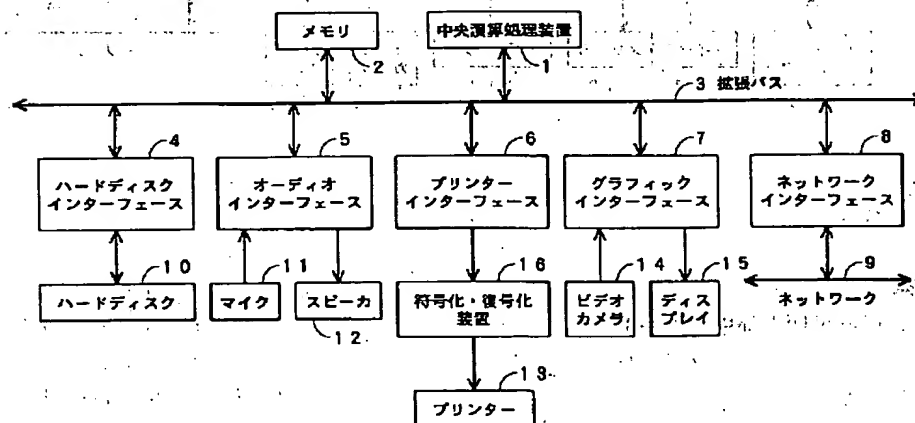 メモリ
2
中央演算処理装置
1
3 拡張バス
4
ハードディスク
インターフェース
5
オーディオ
インターフェース
6
プリンター
インターフェース
7
グラフィック
インターフェース
8
ネットワーク
インターフェース
10
ハードディスク
11
マイク
スピーカ
12
16
符号化・復号化
装置
14
ビデオ
カメラ
15
ディス
プレイ
9
ネットワーク
13
プリンター